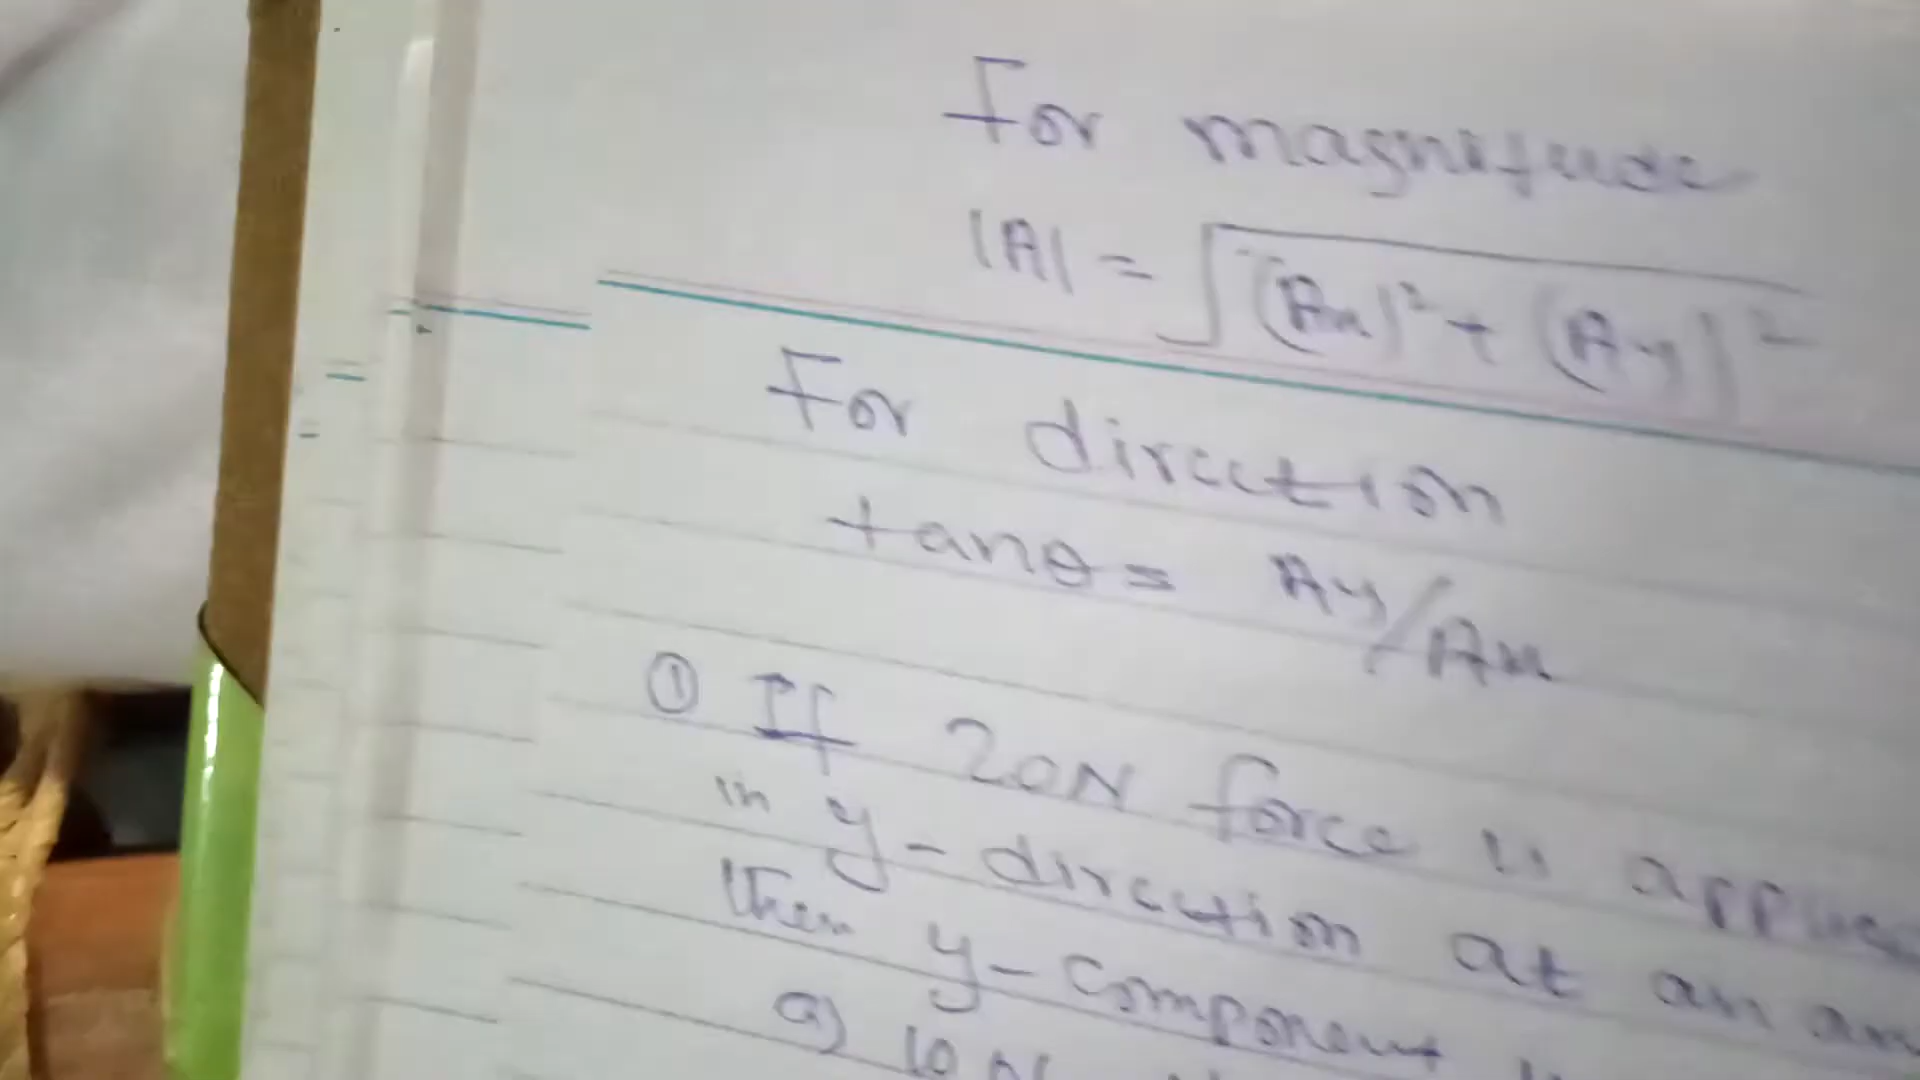 For magnitude
|A| = √(Ax)² + (Ay)²
For direction
tanθ = Ay/Ax
① If 20N force is
in y-direction at an
then y-component
a) 10 N